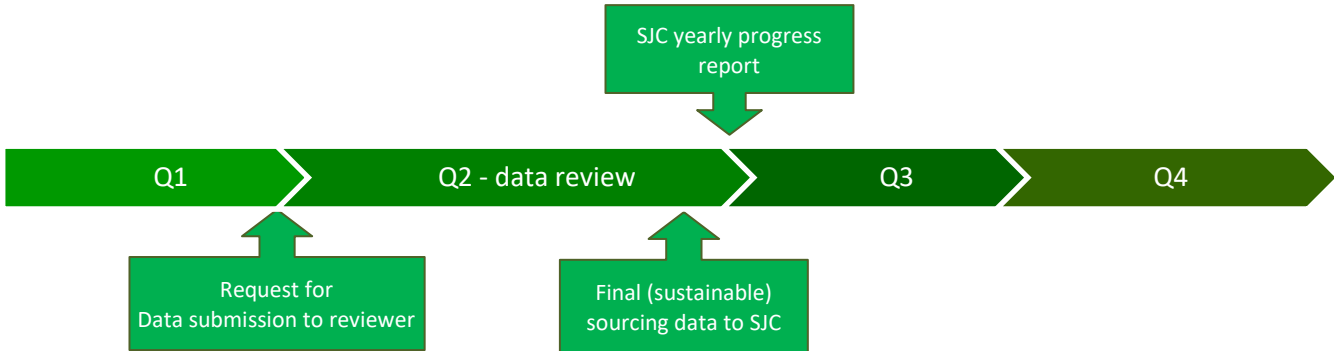 SJC yearly progress
report
Q1
Q2 - data review
Q3
Q4
Request for
Data submission to reviewer
Final (sustainable)
sourcing data to SJC